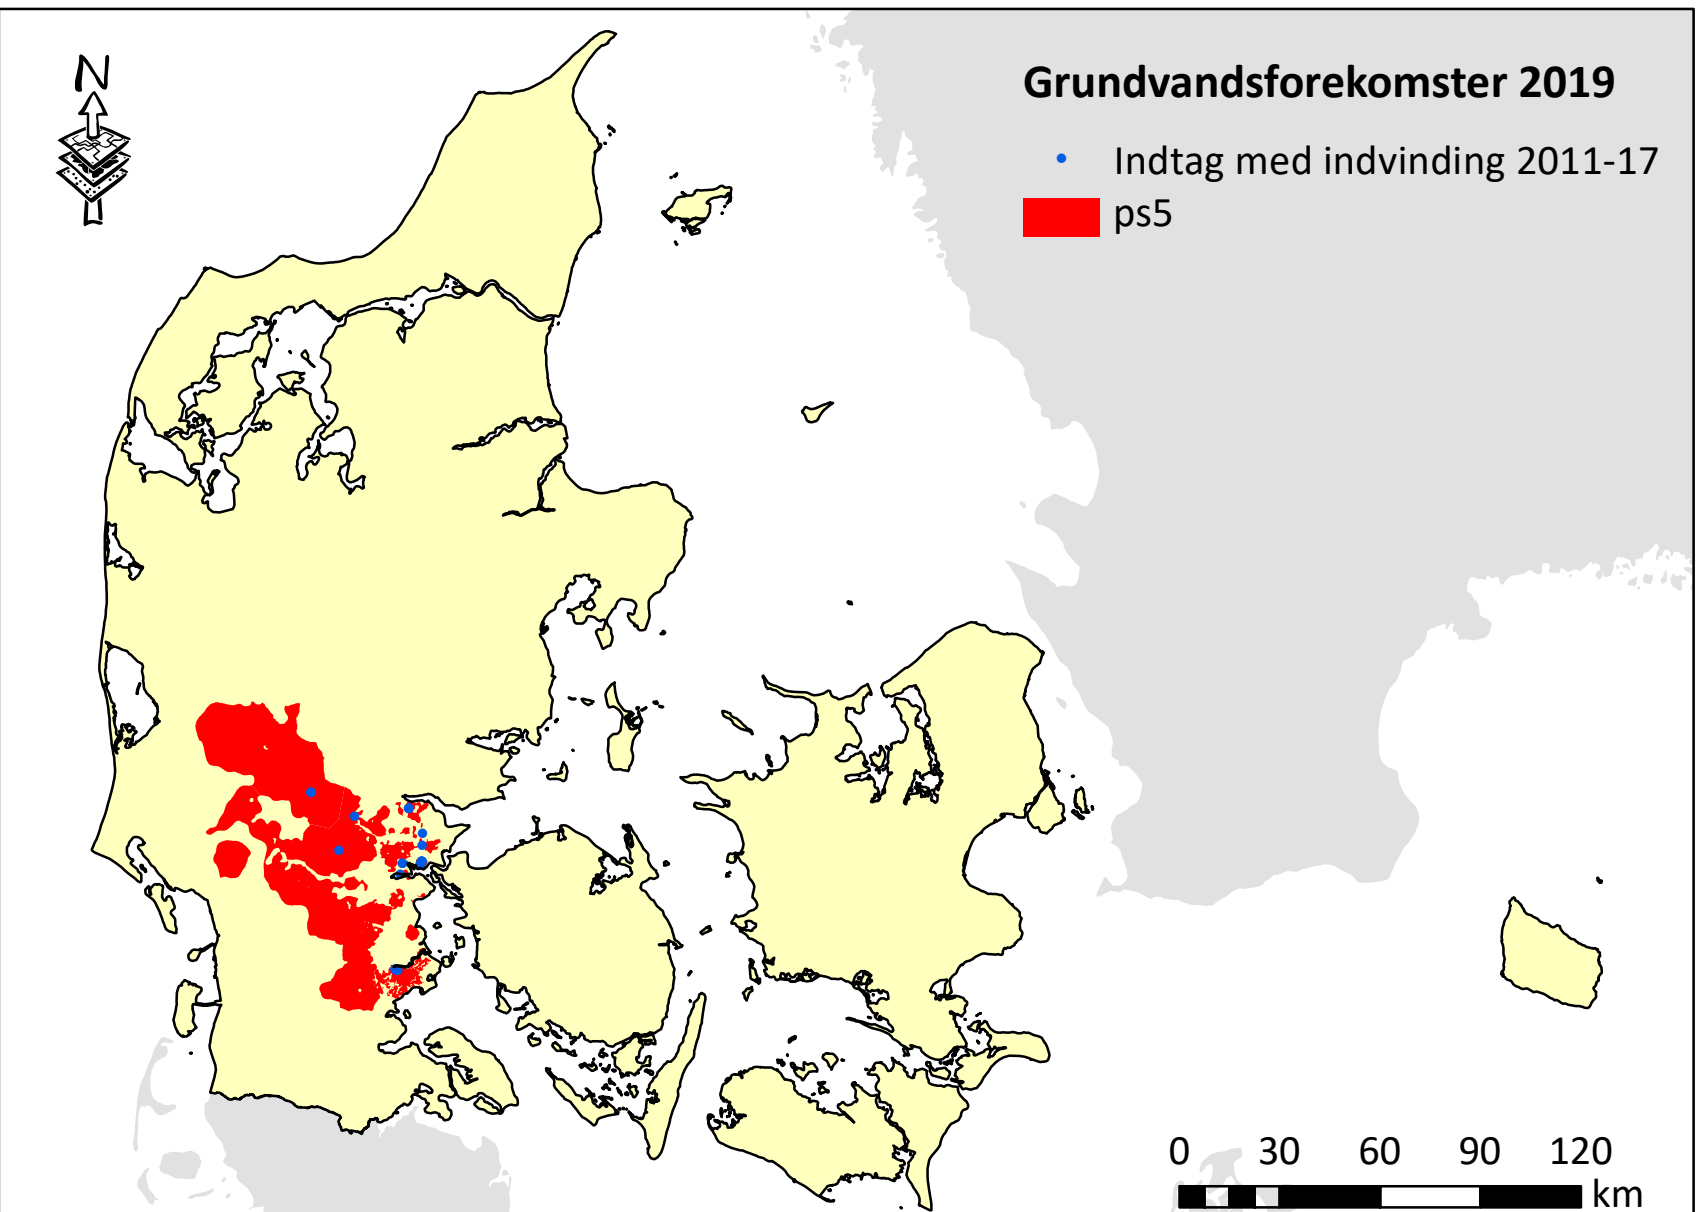 N
Grundvandsforekomster 2019
Indtag med indvinding 2011-17
ps5
0 30 60 90 120
km